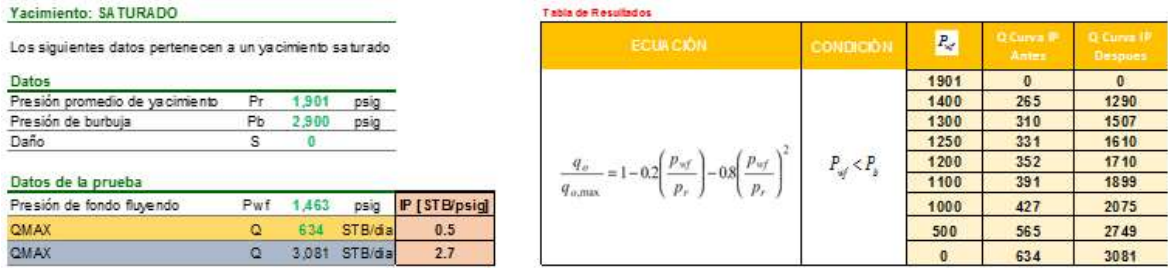 Yacimiento: SATURADO
Los siguientes datos pertenecen a un yacimiento saturado
Datos
Presión promedio de yacimiento Pr 1,901 psig
Presión de burbuja Pb 2,900 psig
Daño S 0
Datos de la prueba
Presión de fondo fluyendo Pwf 1,463 psig IP [STB/psig]
QMAX Q 634 STB/dia 0.5
QMAX Q 3,081 STB/dia 2.7
Tabla de Resultados
ECUACIÓN CONDICIÓN P_wf Q Curva IP Antes Q Curva IP Despues
1901 0 0
1400 265 1290
1300 310 1507
1250 331 1610
1200 352 1710
1100 391 1899
1000 427 2075
500 565 2749
0 634 3081
q_o / q_o,max = 1 − 0.2 (p_wf / p_r) − 0.8 (p_wf / p_r)²
P_wf < P_b